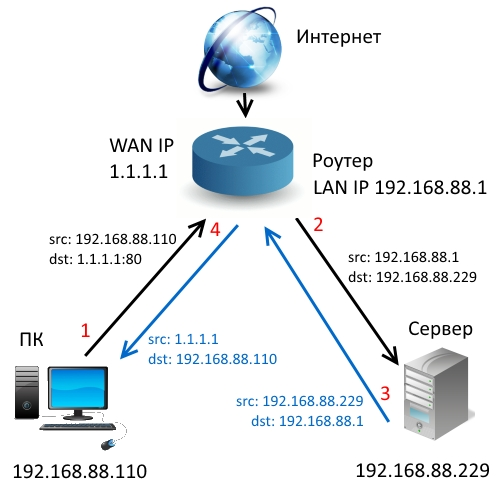 Интернет
WAN IP
1.1.1.1
Роутер
LAN IP 192.168.88.1
4
2
src: 192.168.88.110
dst: 1.1.1.1:80
src: 192.168.88.1
dst: 192.168.88.229
1
ПК
Сервер
src: 1.1.1.1
dst: 192.168.88.110
3
src: 192.168.88.229
dst: 192.168.88.1
192.168.88.110
192.168.88.229